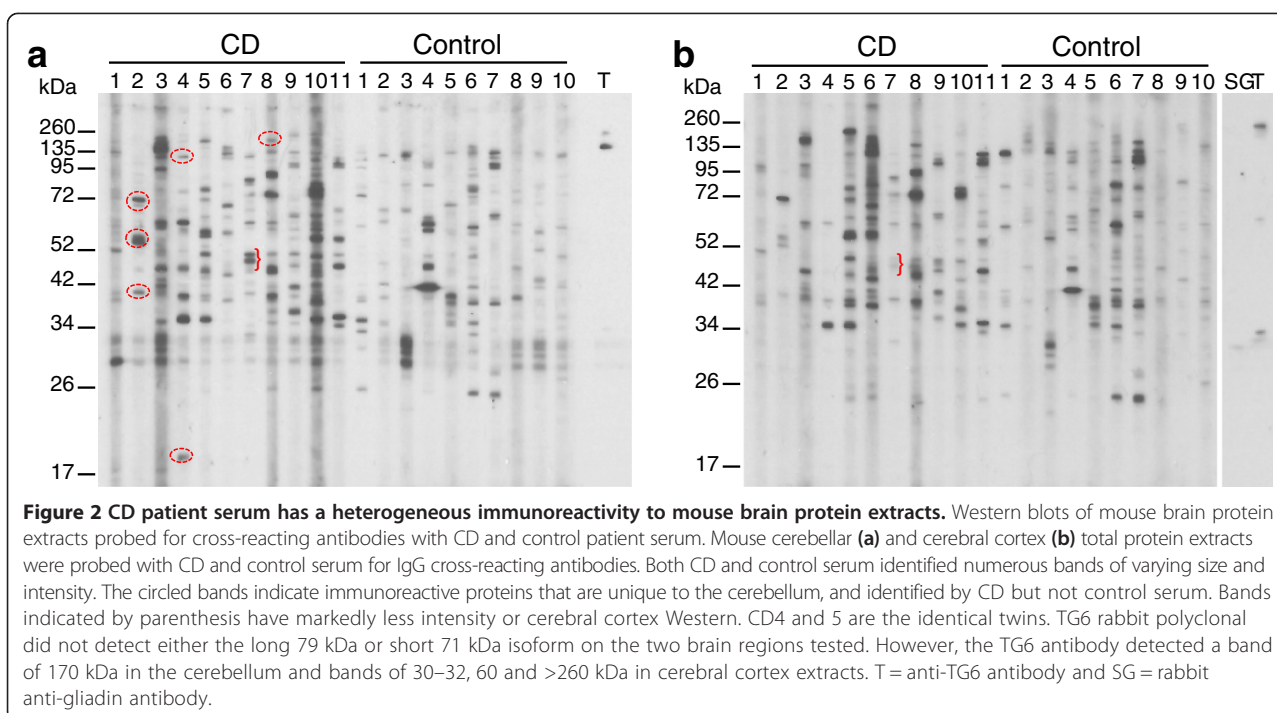 a
CD
Control
1 2 3 4 5 6 7 8 9 10 11 1 2 3 4 5 6 7 8 9 10 T
kDa
260
135
95
72
52
42
34
26
17
}
b
CD
Control
1 2 3 4 5 6 7 8 9 10 11 1 2 3 4 5 6 7 8 9 10 SGT
kDa
260
135
95
72
52
42
34
26
17
}
Figure 2 CD patient serum has a heterogeneous immunoreactivity to mouse brain protein extracts. Western blots of mouse brain protein
extracts probed for cross-reacting antibodies with CD and control patient serum. Mouse cerebellar (a) and cerebral cortex (b) total protein extracts
were probed with CD and control serum for IgG cross-reacting antibodies. Both CD and control serum identified numerous bands of varying size and
intensity. The circled bands indicate immunoreactive proteins that are unique to the cerebellum, and identified by CD but not control serum. Bands
indicated by parenthesis have markedly less intensity or cerebral cortex Western. CD4 and 5 are the identical twins. TG6 rabbit polyclonal
did not detect either the long 79 kDa or short 71 kDa isoform on the two brain regions tested. However, the TG6 antibody detected a band
of 170 kDa in the cerebellum and bands of 30–32, 60 and >260 kDa in cerebral cortex extracts. T = anti-TG6 antibody and SG = rabbit
anti-gliadin antibody.